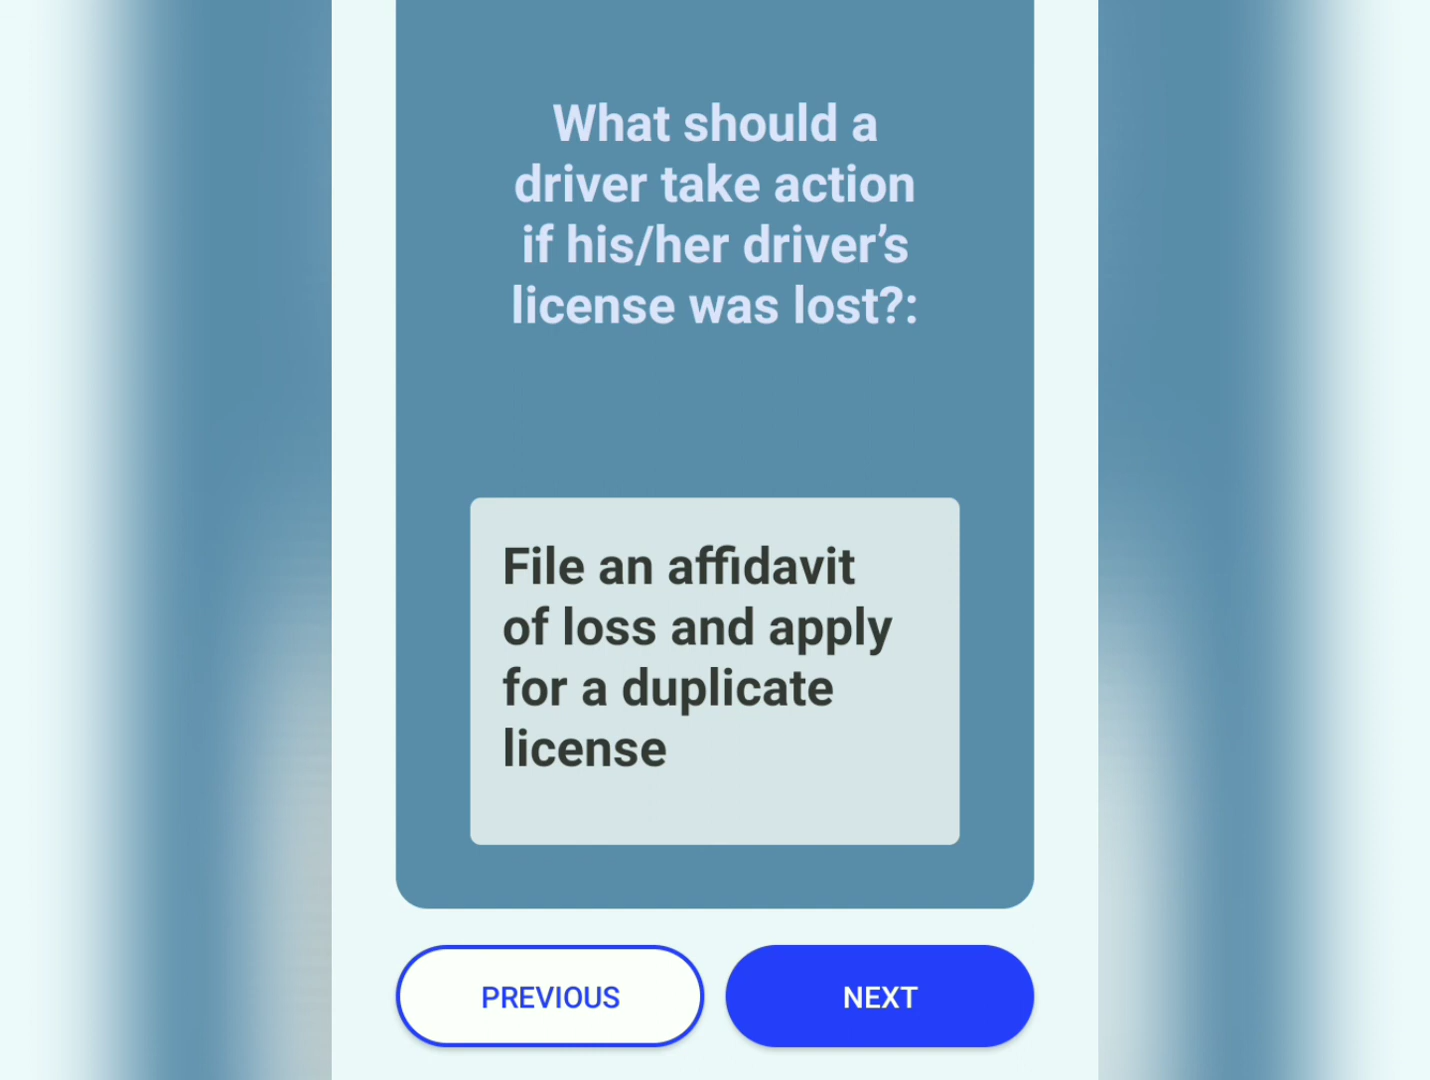 What should a
driver take action
if his/her driver’s
license was lost?:
File an affidavit
of loss and apply
for a duplicate
license
PREVIOUS
NEXT